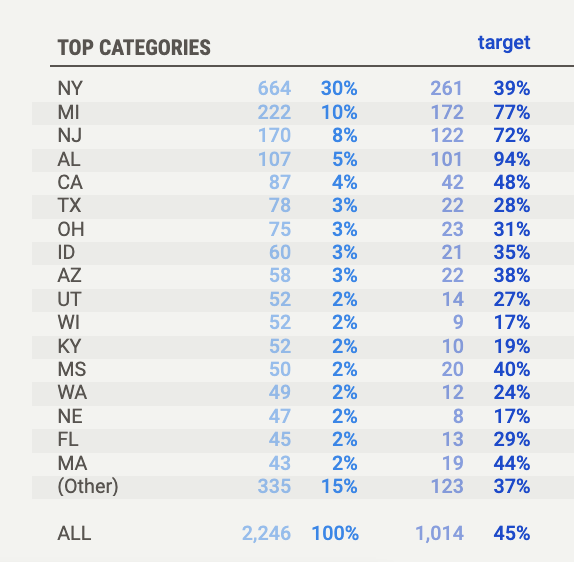 target
TOP CATEGORIES
NY 664 30% 261 39%
MI 222 10% 172 77%
NJ 170 8% 122 72%
AL 107 5% 101 94%
CA 87 4% 42 48%
TX 78 3% 22 28%
OH 75 3% 23 31%
ID 60 3% 21 35%
AZ 58 3% 22 38%
UT 52 2% 14 27%
WI 52 2% 9 17%
KY 52 2% 10 19%
MS 50 2% 20 40%
WA 49 2% 12 24%
NE 47 2% 8 17%
FL 45 2% 13 29%
MA 43 2% 19 44%
(Other) 335 15% 123 37%
ALL 2,246 100% 1,014 45%